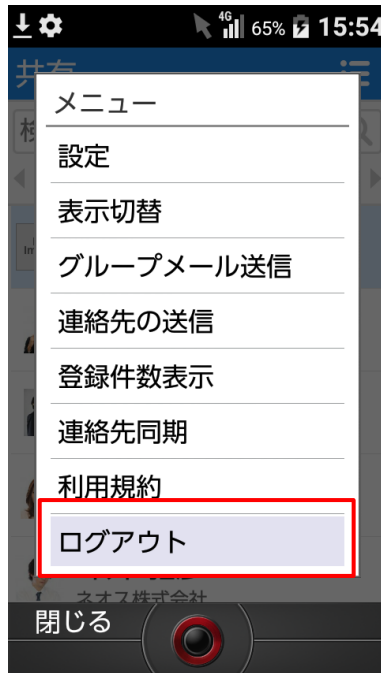 4G 65% 15:54
共有
メニュー
設定
表示切替
グループメール送信
連絡先の送信
登録件数表示
連絡先同期
利用規約
ログアウト
ネオス株式会社
閉じる